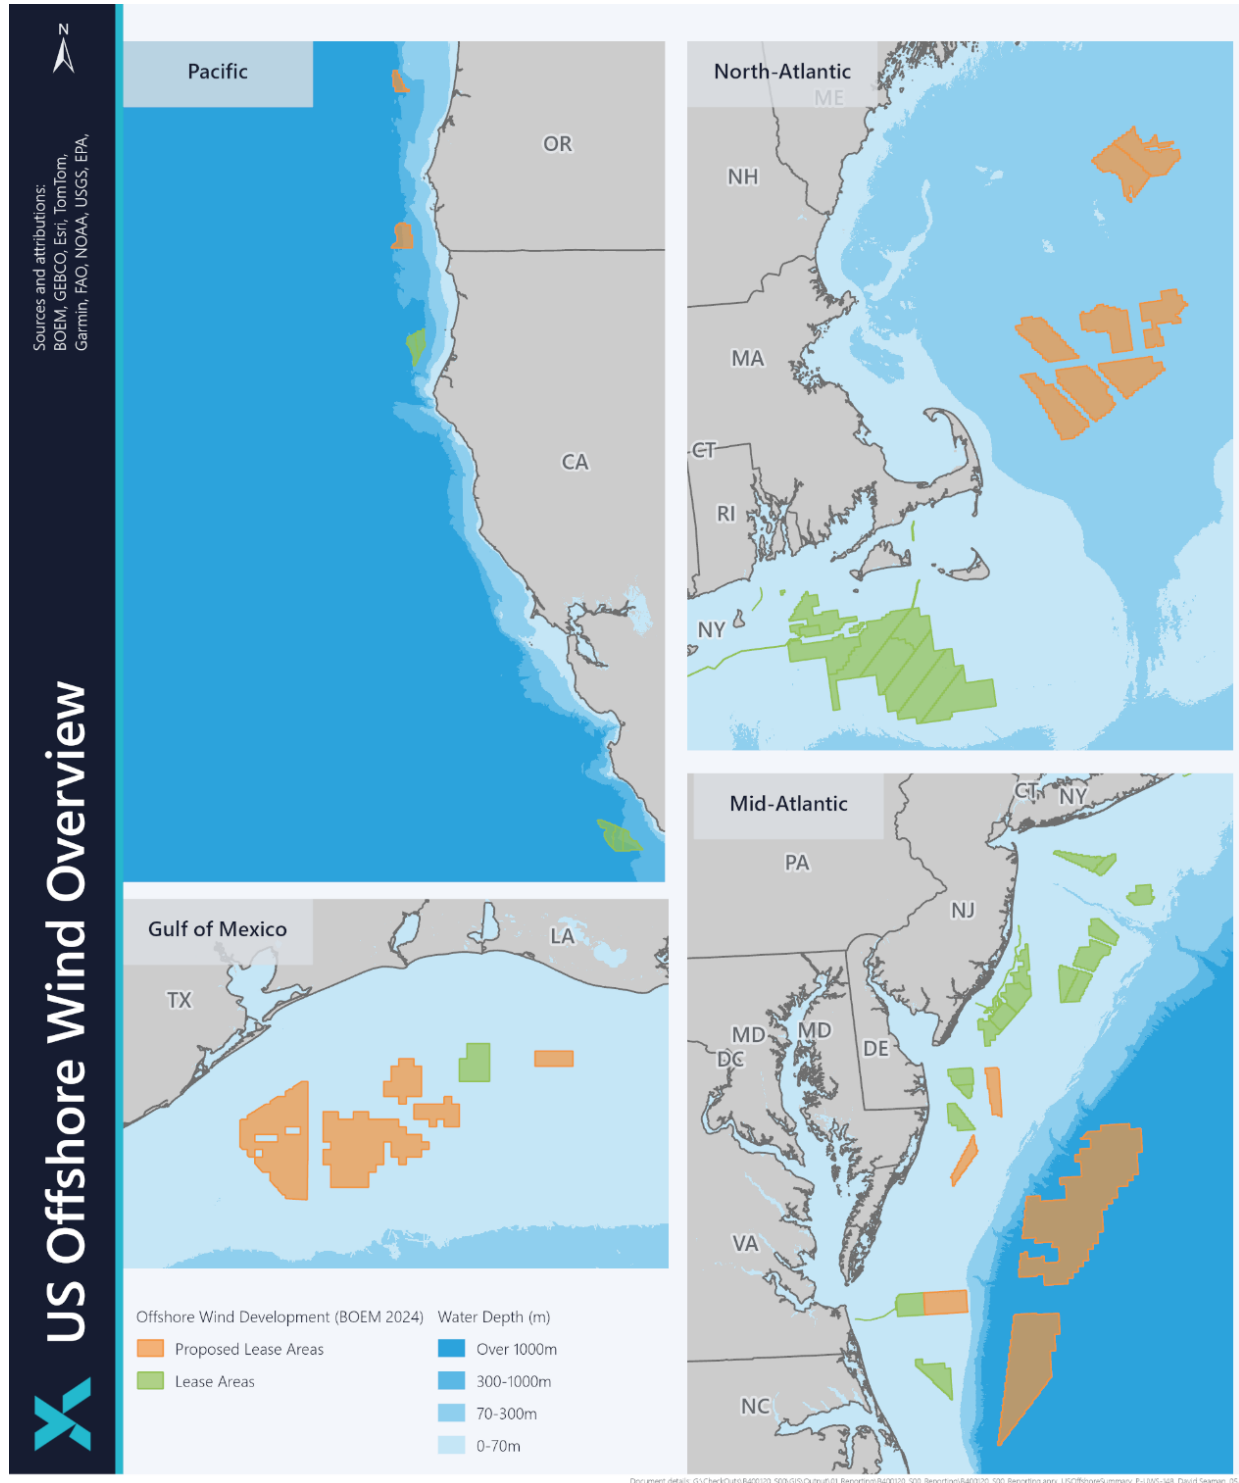 US Offshore Wind Overview
Sources and attributions:
BOEM, GEBCO, Esri, TomTom,
Garmin, FAO, NOAA, USGS, EPA,
N
Pacific
OR
CA
North-Atlantic
ME
NH
MA
CT
RI
NY
Gulf of Mexico
TX
LA
Mid-Atlantic
CT
NY
PA
NJ
MD
MD
DC
DE
VA
NC
Offshore Wind Development (BOEM 2024)
Proposed Lease Areas
Lease Areas
Water Depth (m)
Over 1000m
300-1000m
70-300m
0-70m